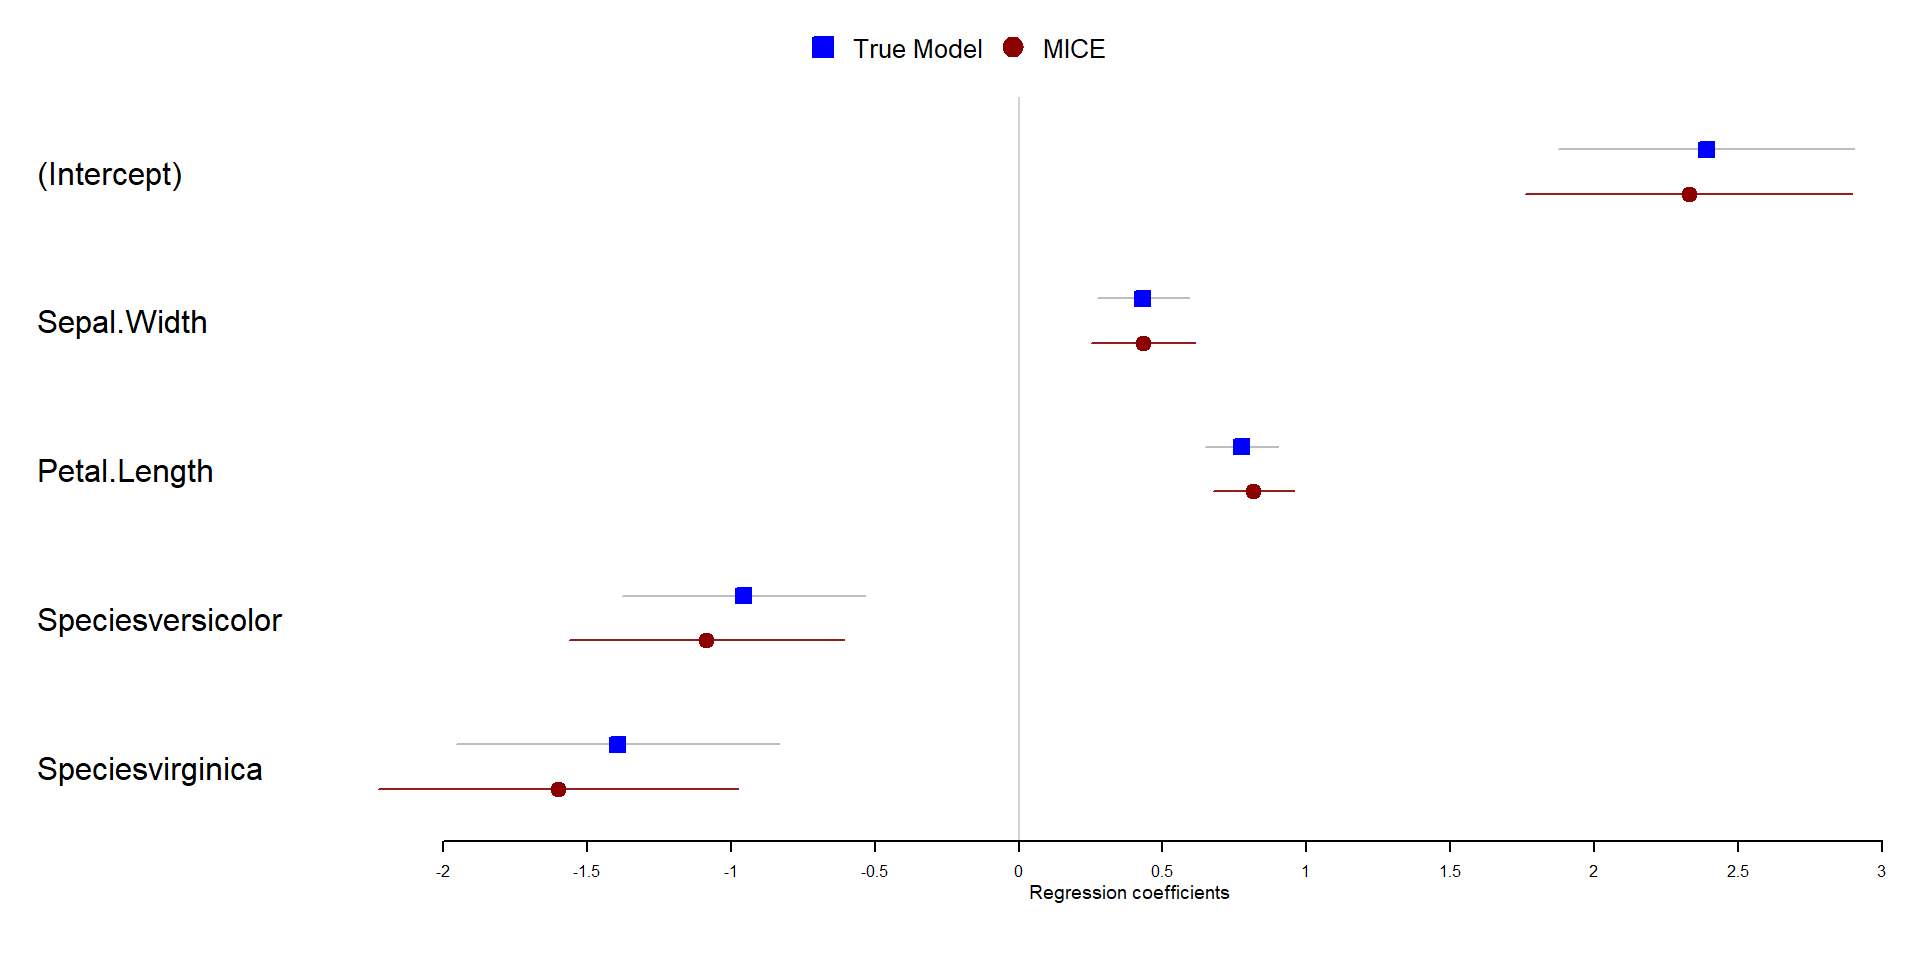 True Model MICE
(Intercept)
Sepal.Width
Petal.Length
Speciesversicolor
Speciesvirginica
-2 -1.5 -1 -0.5 0 0.5 1 1.5 2 2.5 3
Regression coefficients